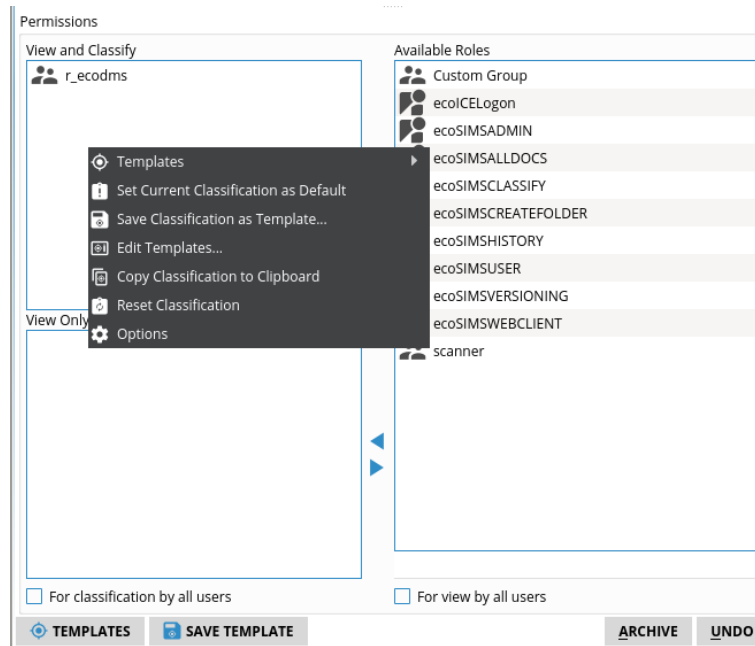 Permissions
View and Classify
r_ecodms
Available Roles
Custom Group
ecoICELogon
ecoSIMSADMIN
ecoSIMSALLDOCS
ecoSIMSCLASSIFY
ecoSIMSCREATEFOLDER
ecoSIMSHISTORY
ecoSIMSUSER
ecoSIMSVERSIONING
ecoSIMSWEBCLIENT
scanner
Templates
Set Current Classification as Default
Save Classification as Template...
Edit Templates...
Copy Classification to Clipboard
Reset Classification
Options
View Only
For classification by all users
For view by all users
TEMPLATES
SAVE TEMPLATE
ARCHIVE
UNDO